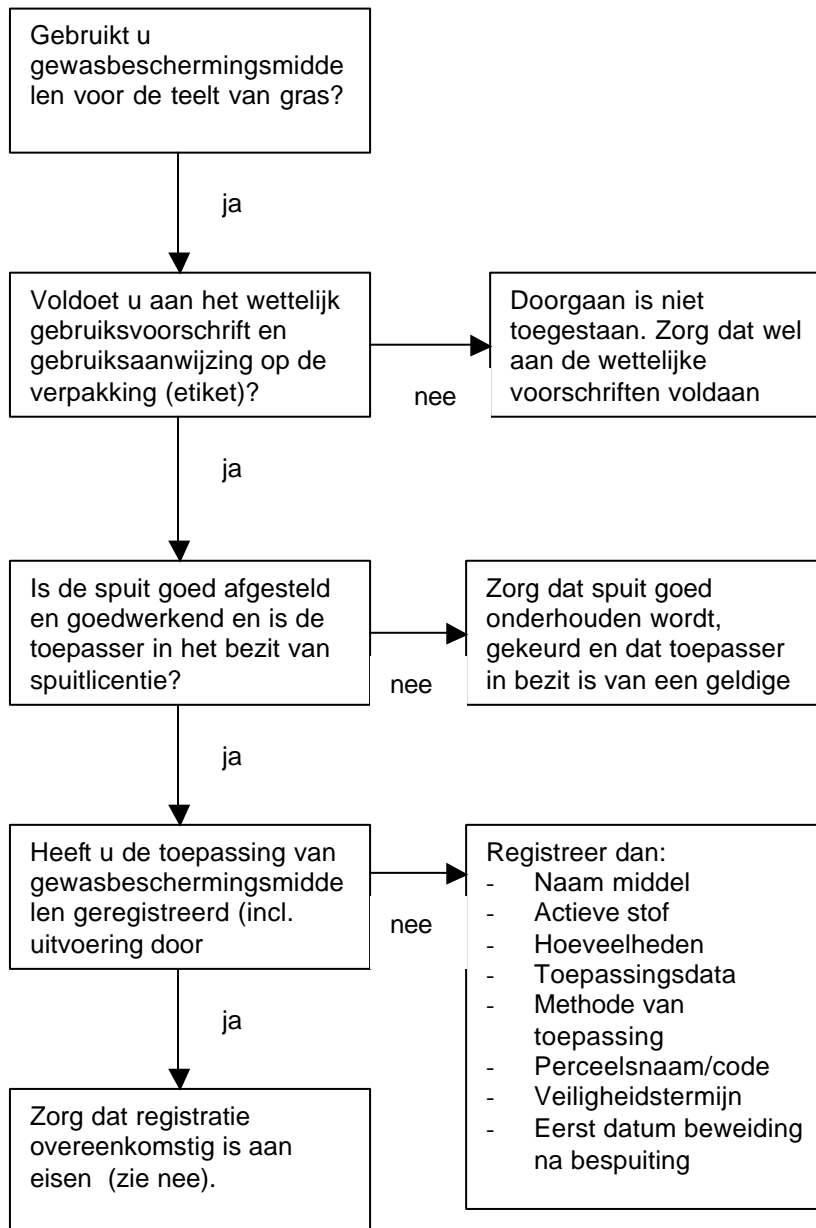 Gebruikt u
gewasbeschermingsmidde
len voor de teelt van gras?
ja
Voldoet u aan het wettelijk
gebruiksvoorschrift en
gebruiksaanwijzing op de
verpakking (etiket)?
nee
Doorgaan is niet
toegestaan. Zorg dat wel
aan de wettelijke
voorschriften voldaan
ja
Is de spuit goed afgesteld
en goedwerkend en is de
toepasser in het bezit van
spuitlicentie?
nee
Zorg dat spuit goed
onderhouden wordt,
gekeurd en dat toepasser
in bezit is van een geldige
ja
Heeft u de toepassing van
gewasbeschermingsmidde
len geregistreerd (incl.
uitvoering door
nee
Registreer dan:
- Naam middel
- Actieve stof
- Hoeveelheden
- Toepassingsdata
- Methode van
toepassing
- Perceelsnaam/code
- Veiligheidstermijn
- Eerst datum beweiding
na bespuiting
ja
Zorg dat registratie
overeenkomstig is aan
eisen (zie nee).